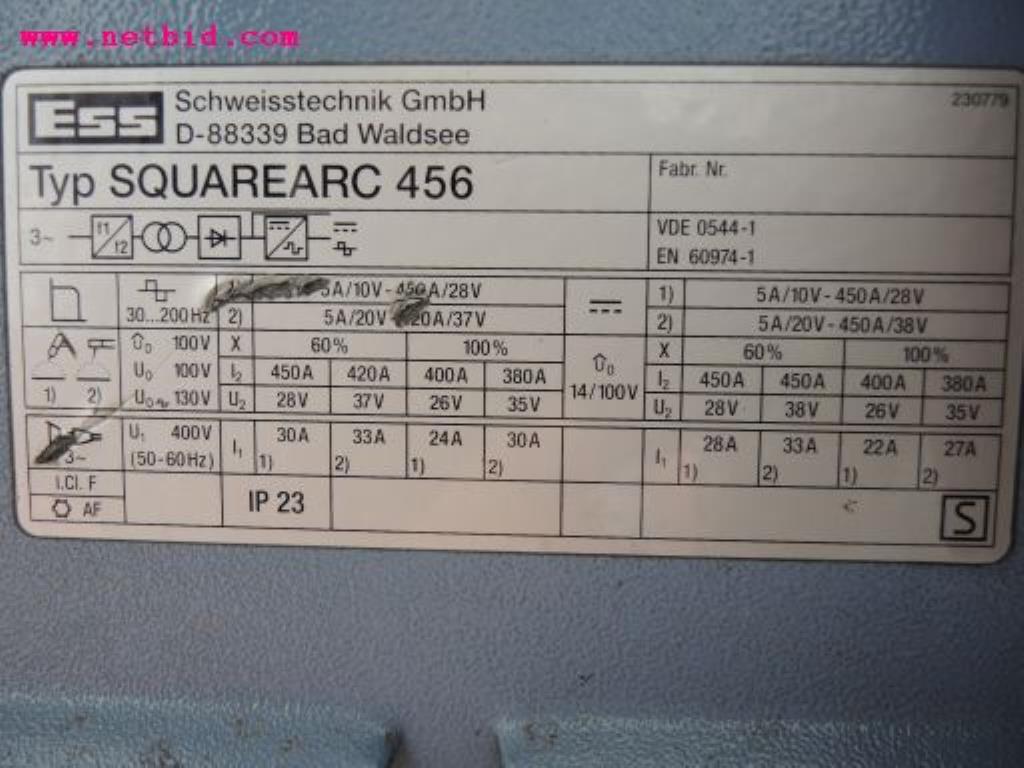 www.netbid.com
ESS Schweisstechnik GmbH 230779
D-88339 Bad Waldsee
Typ SQUAREARC 456 Fabr. Nr.
3~ f1 f2 VDE 0544-1
EN 60974-1
5A/10V - 450A/28V 1) 5A/10V - 450A/28V
30...200Hz 2) 5A/20V - 420A/37V 2) 5A/20V - 450A/38V
Û₀ 100V X 60% 100% Û₀ X 60% 100%
U₀ 100V I₂ 450A 420A 400A 380A 14/100V I₂ 450A 450A 400A 380A
1) 2) U₀~ 130V U₂ 28V 37V 26V 35V U₂ 28V 38V 26V 35V
3~ U₁ 400V I₁ 30A 33A 24A 30A I₁ 28A 33A 22A 27A
(50-60Hz) 1) 2) 1) 2) 1) 2) 1) 2)
I.Cl. F
AF IP 23 S